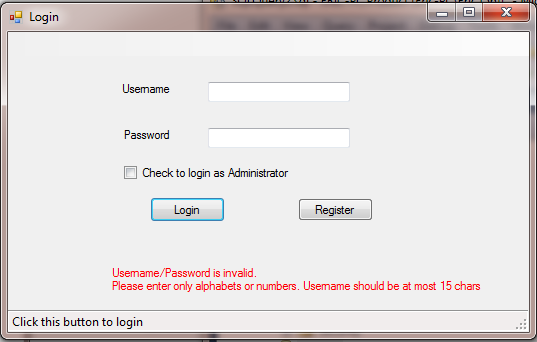 Login
Username
Password
Check to login as Administrator
Login Register
Username/Password is invalid.
Please enter only alphabets or numbers. Username should be at most 15 chars
Click this button to login